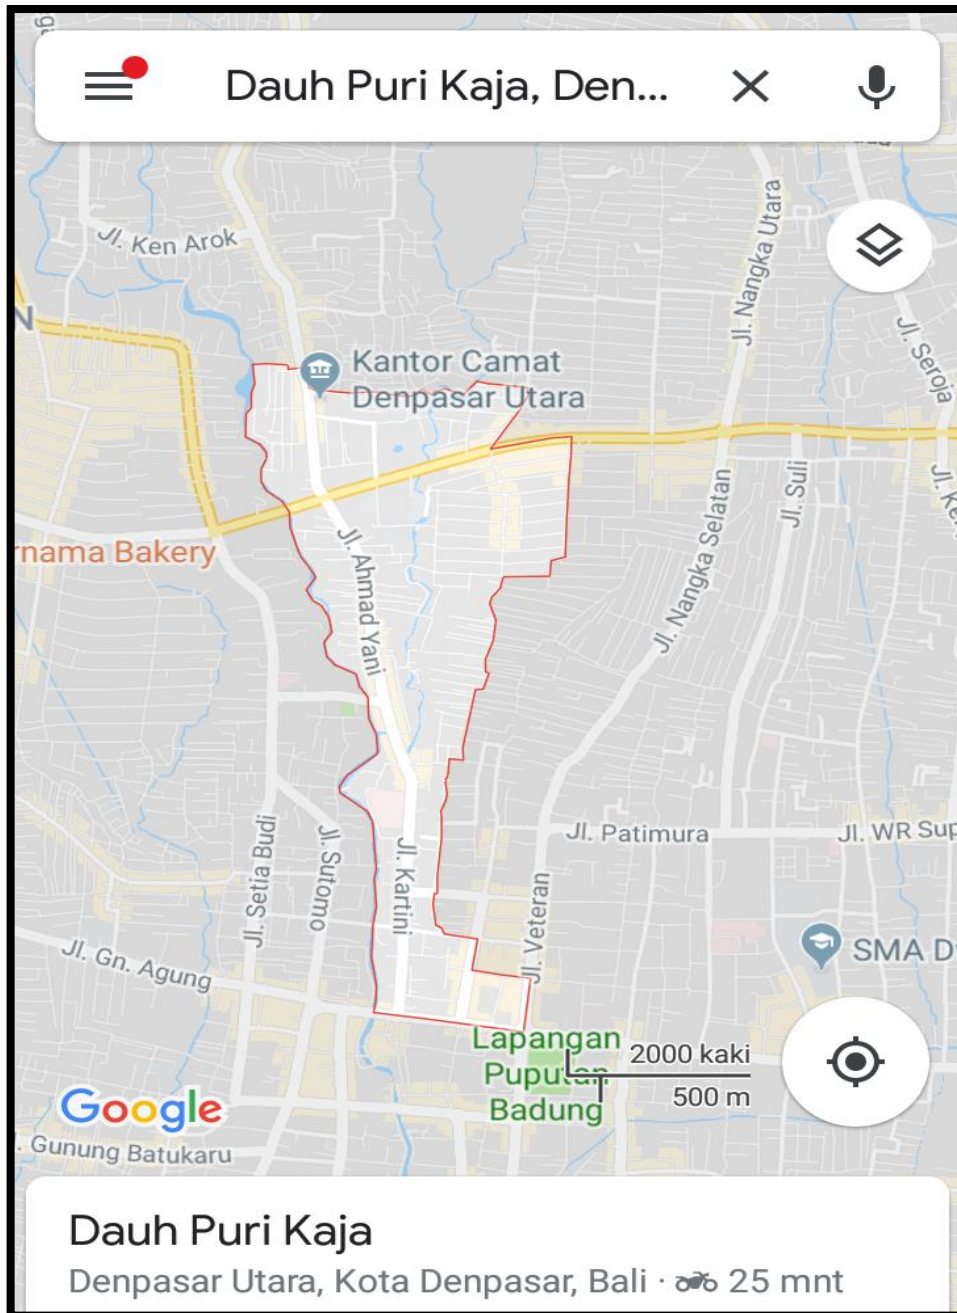 Dauh Puri Kaja, Den...
Jl. Ken Arok
Jl. Nangka Utara
Jl. Seroja
N
Kantor Camat
Denpasar Utara
Jl. Suli
Jl. Nangka Selatan
rnama Bakery
Jl. Ahmad Yani
Jl. Patimura
Jl. WR Sup
Jl. Setia Budi
Jl. Sutomo
Jl. Kartini
Jl. Veteran
SMA D
Jl. Gn. Agung
Lapangan
Puputan
Badung
2000 kaki
500 m
Google
. Gunung Batukaru
Dauh Puri Kaja
Denpasar Utara, Kota Denpasar, Bali · 25 mnt